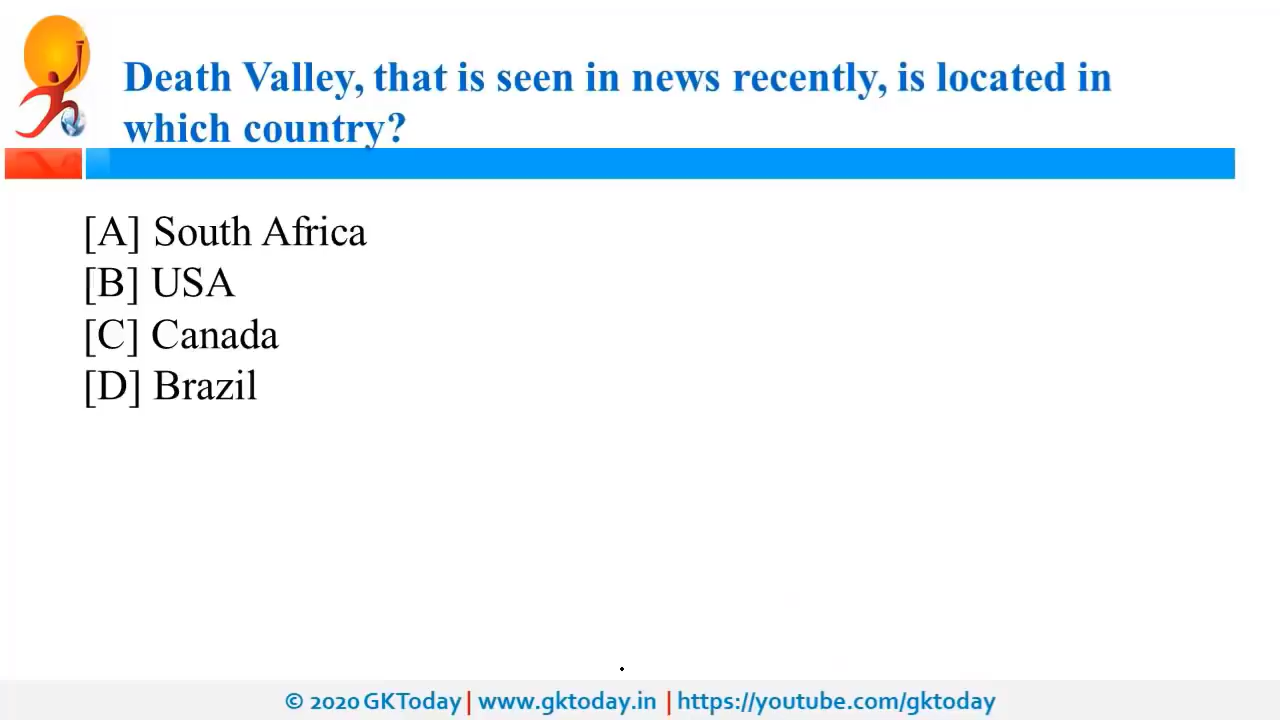 Death Valley, that is seen in news recently, is located in
which country?
[A] South Africa
[B] USA
[C] Canada
[D] Brazil
© 2020 GKToday | www.gktoday.in | https://youtube.com/gktoday